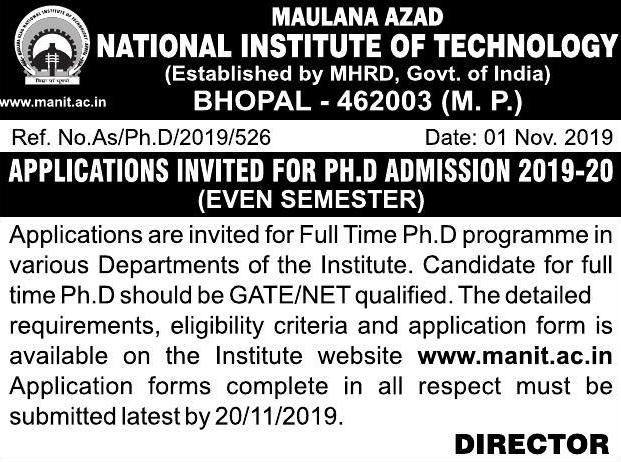 MAULANA AZAD
NATIONAL INSTITUTE OF TECHNOLOGY
(Established by MHRD, Govt. of India)
www.manit.ac.in
BHOPAL - 462003 (M. P.)
Ref. No.As/Ph.D/2019/526 Date: 01 Nov. 2019
APPLICATIONS INVITED FOR PH.D ADMISSION 2019-20
(EVEN SEMESTER)
Applications are invited for Full Time Ph.D programme in
various Departments of the Institute. Candidate for full
time Ph.D should be GATE/NET qualified. The detailed
requirements, eligibility criteria and application form is
available on the Institute website www.manit.ac.in
Application forms complete in all respect must be
submitted latest by 20/11/2019.
DIRECTOR